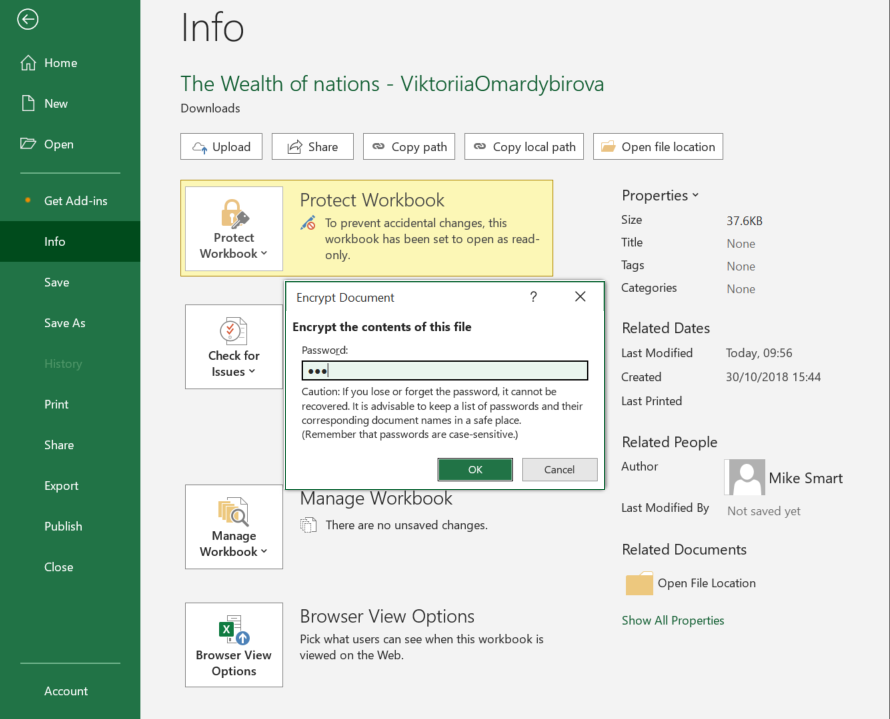 Info
The Wealth of nations - ViktoriiaOmardybirova
Downloads
Home
New
Open
Get Add-ins
Info
Save
Save As
History
Print
Share
Export
Publish
Close
Account
Upload
Share
Copy path
Copy local path
Open file location
Protect
Workbook
Protect Workbook
To prevent accidental changes, this
workbook has been set to open as read-
only.
Check for
Issues
Encrypt Document
?
Encrypt the contents of this file
Password:
•••
Caution: If you lose or forget the password, it cannot be
recovered. It is advisable to keep a list of passwords and their
corresponding document names in a safe place.
(Remember that passwords are case-sensitive.)
OK
Cancel
Manage
Workbook
Manage Workbook
There are no unsaved changes.
Browser View
Options
Browser View Options
Pick what users can see when this workbook is
viewed on the Web.
Properties
Size 37.6KB
Title None
Tags None
Categories None
Related Dates
Last Modified Today, 09:56
Created 30/10/2018 15:44
Last Printed
Related People
Author Mike Smart
Last Modified By Not saved yet
Related Documents
Open File Location
Show All Properties